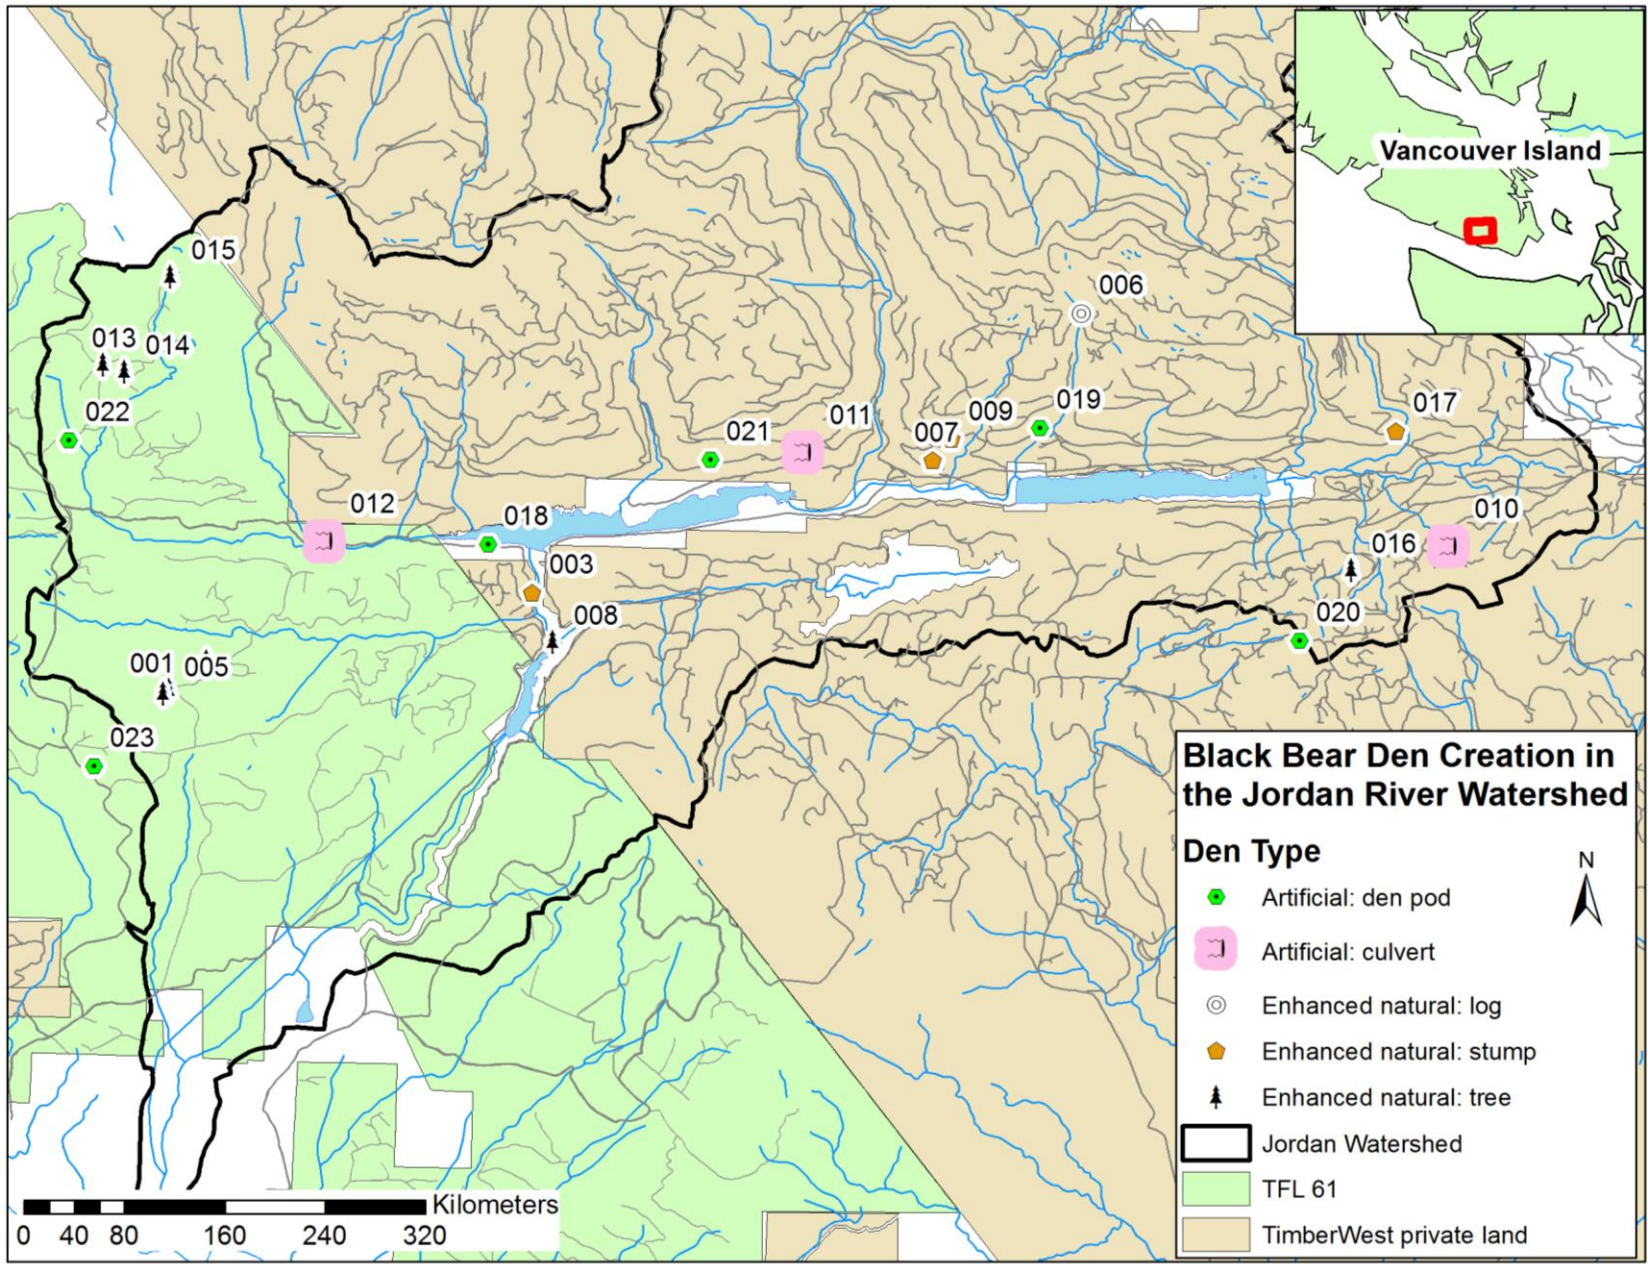 Vancouver Island
015
006
013
014
022
019
017
021
011
009
007
012
018
010
016
003
008
020
001
005
023
Black Bear Den Creation in
the Jordan River Watershed
Den Type
N
Artificial: den pod
Artificial: culvert
Enhanced natural: log
Enhanced natural: stump
Enhanced natural: tree
Jordan Watershed
TFL 61
TimberWest private land
Kilometers
0 40 80 160 240 320